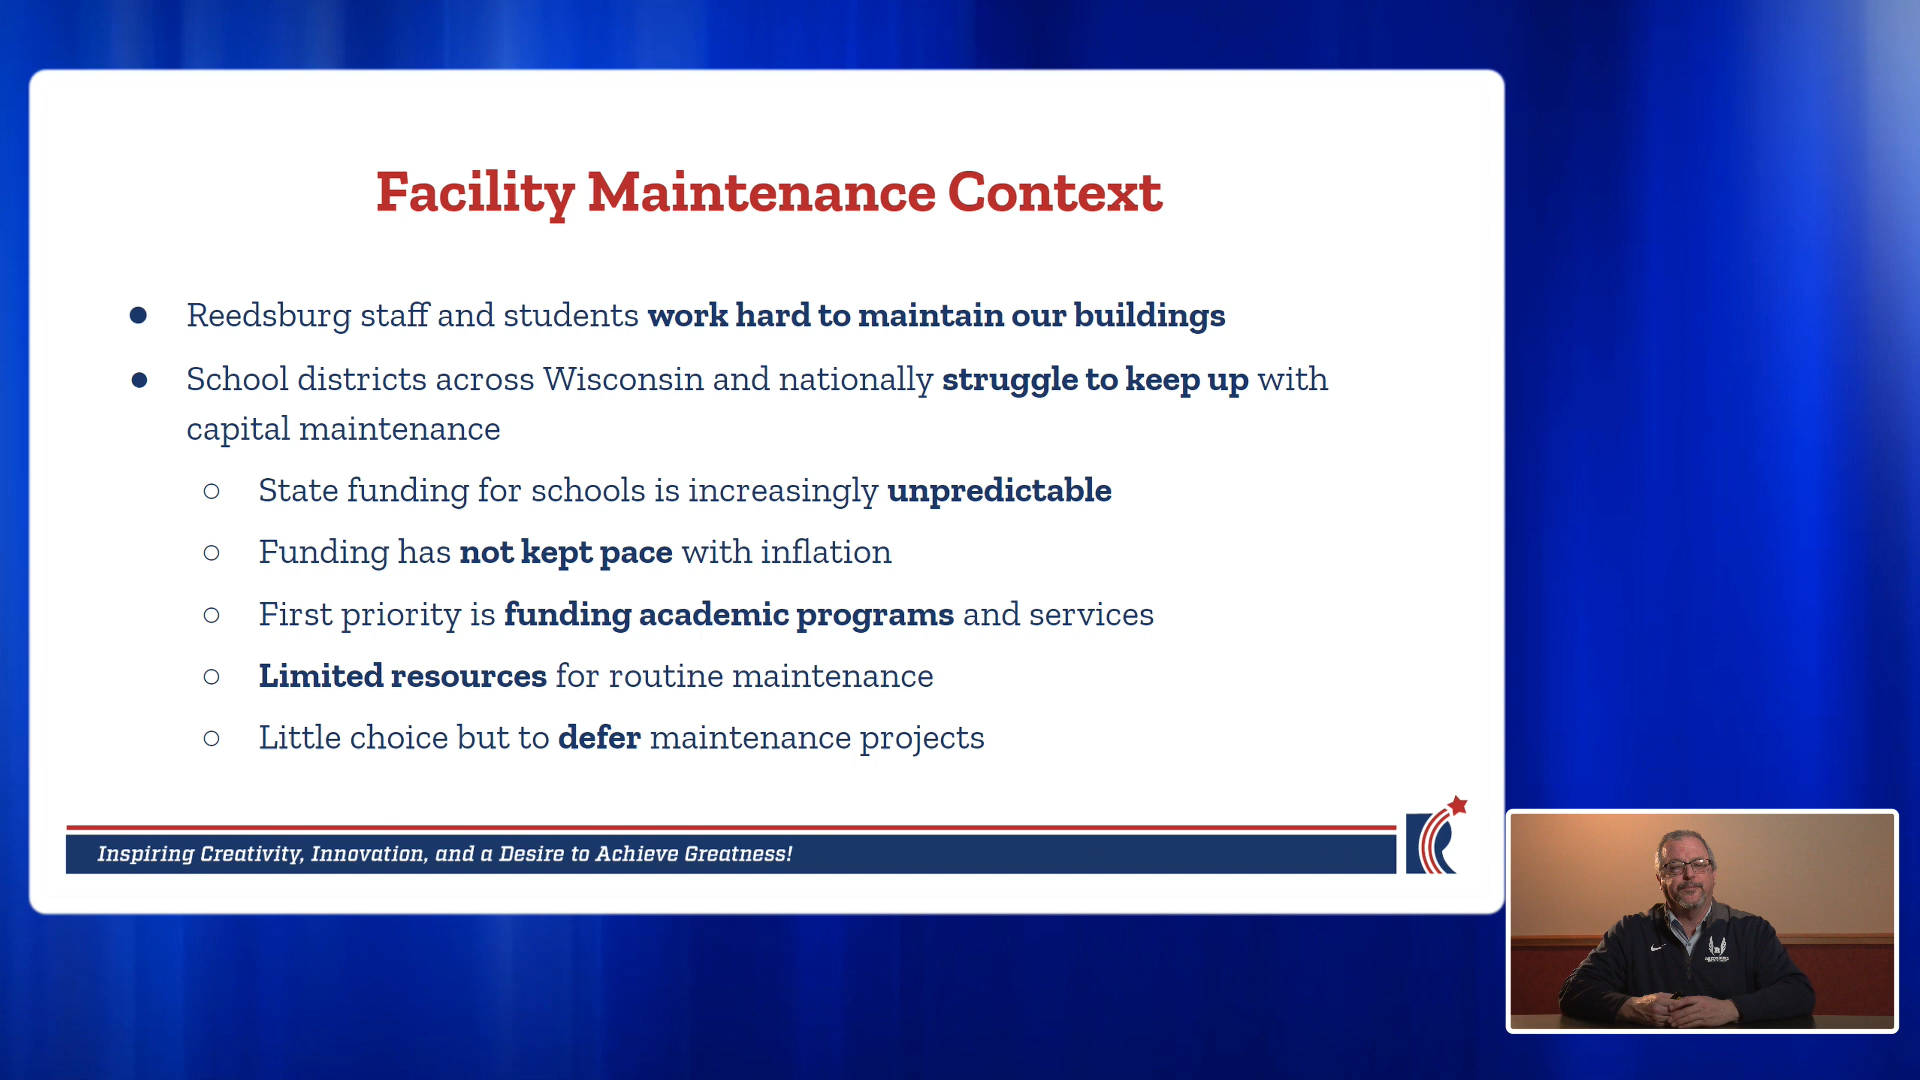 Facility Maintenance Context
● Reedsburg staff and students work hard to maintain our buildings
● School districts across Wisconsin and nationally struggle to keep up with
capital maintenance
○ State funding for schools is increasingly unpredictable
○ Funding has not kept pace with inflation
○ First priority is funding academic programs and services
○ Limited resources for routine maintenance
○ Little choice but to defer maintenance projects
Inspiring Creativity, Innovation, and a Desire to Achieve Greatness!
R